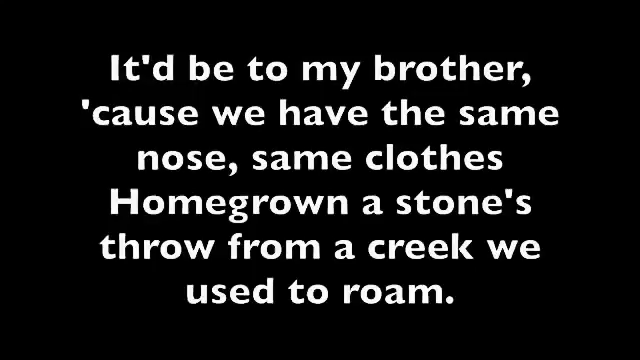 It'd be to my brother,
'cause we have the same
nose, same clothes
Homegrown a stone's
throw from a creek we
used to roam.